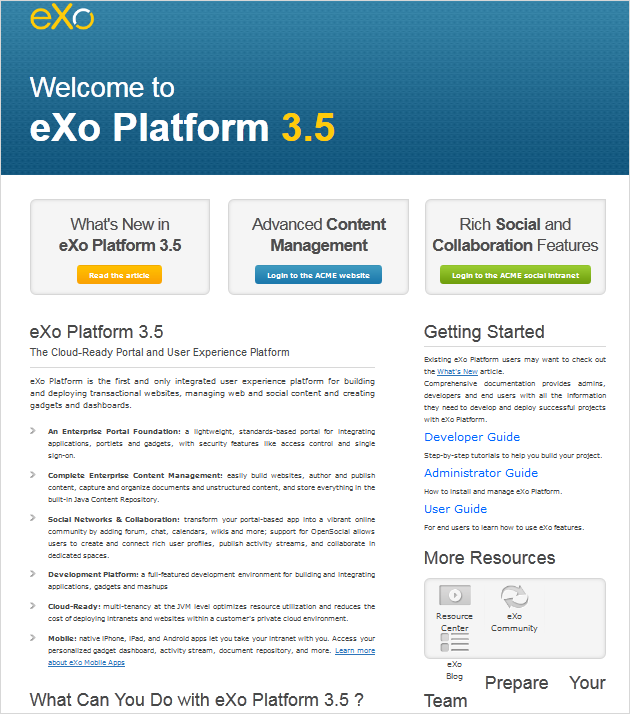 eXo
Welcome to
eXo Platform 3.5
What's New in
eXo Platform 3.5
Read the article
Advanced Content
Management
Login to the ACME website
Rich Social and
Collaboration Features
Login to the ACME social intranet
eXo Platform 3.5
The Cloud-Ready Portal and User Experience Platform
eXo Platform is the first and only integrated user experience platform for building
and deploying transactional websites, managing web and social content and creating
gadgets and dashboards.
An Enterprise Portal Foundation: a lightweight, standards-based portal for integrating
applications, portlets and gadgets, with security features like access control and single
sign-on.
Complete Enterprise Content Management: easily build websites, author and publish
content, capture and organize documents and unstructured content, and store everything in the
built-in Java Content Repository.
Social Networks & Collaboration: transform your portal-based app into a vibrant online
community by adding forum, chat, calendars, wikis and more; support for OpenSocial allows
users to create and connect rich user profiles, publish activity streams, and collaborate in
dedicated spaces.
Development Platform: a full-featured development environment for building and integrating
applications, gadgets and mashups
Cloud-Ready: multi-tenancy at the JVM level optimizes resource utilization and reduces the
cost of deploying intranets and websites within a customer's private cloud environment.
Mobile: native iPhone, iPad, and Android apps let you take your intranet with you. Access your
personalized gadget dashboard, activity stream, document repository, and more. Learn more
about eXo Mobile Apps
What Can You Do with eXo Platform 3.5 ?
Getting Started
Existing eXo Platform users may want to check out
the What's New article.
Comprehensive documentation provides admins,
developers and end users with all the information
they need to develop and deploy successful projects
with eXo Platform.
Developer Guide
Step-by-step tutorials to help you build your project.
Administrator Guide
How to install and manage eXo Platform.
User Guide
For end users to learn how to use eXo features.
More Resources
Resource
Center
eXo
Community
eXo
Blog
Prepare Your
Team